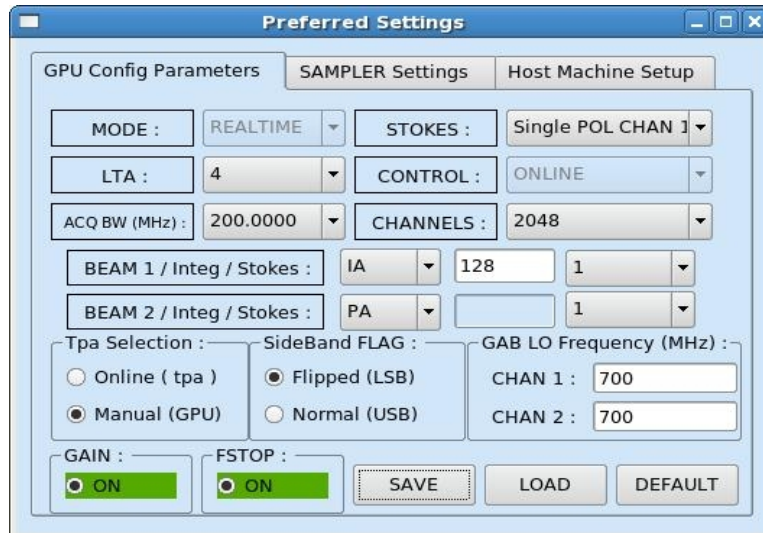 Preferred Settings
GPU Config Parameters SAMPLER Settings Host Machine Setup
MODE : REALTIME STOKES : Single POL CHAN 1
LTA : 4 CONTROL : ONLINE
ACQ BW (MHz) : 200.0000 CHANNELS : 2048
BEAM 1 / Integ / Stokes : IA 128 1
BEAM 2 / Integ / Stokes : PA 1
Tpa Selection : SideBand FLAG : GAB LO Frequency (MHz) :
Online ( tpa ) Flipped (LSB) CHAN 1 : 700
Manual (GPU) Normal (USB) CHAN 2 : 700
GAIN : FSTOP :
ON ON SAVE LOAD DEFAULT